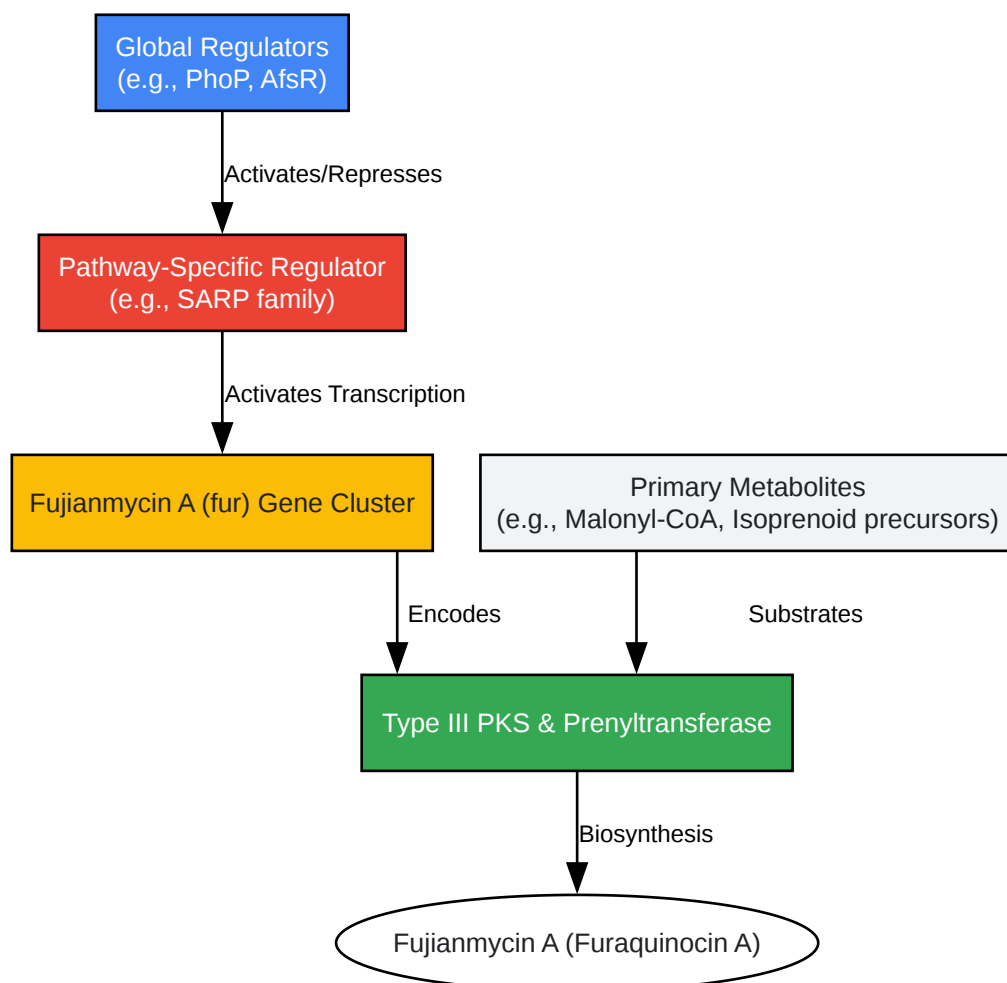 Global Regulators
(e.g., PhoP, AfsR)
Activates/Represses
Pathway-Specific Regulator
(e.g., SARP family)
Activates Transcription
Fujianmycin A (fur) Gene Cluster
Primary Metabolites
(e.g., Malonyl-CoA, Isoprenoid precursors)
Encodes
Substrates
Type III PKS & Prenyltransferase
Biosynthesis
Fujianmycin A (Furaquinocin A)